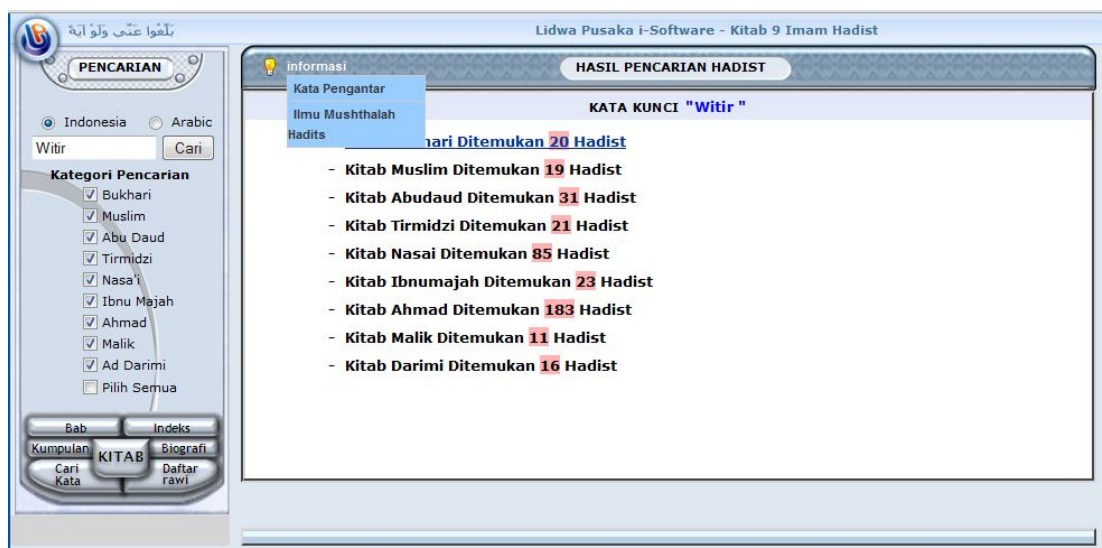 بَلِّغُوا عَنِّى وَلَوْ آيَةً
Lidwa Pusaka i-Software - Kitab 9 Imam Hadist
PENCARIAN
Indonesia Arabic
Witir Cari
Kategori Pencarian
Bukhari
Muslim
Abu Daud
Tirmidzi
Nasa'i
Ibnu Majah
Ahmad
Malik
Ad Darimi
Pilih Semua
Bab Indeks
Kumpulan KITAB Biografi
Cari Kata Daftar rawi
informasi
Kata Pengantar
Ilmu Mushthalah
Hadits
HASIL PENCARIAN HADIST
KATA KUNCI "Witir "
Ditemukan 20 Hadist
- Kitab Muslim Ditemukan 19 Hadist
- Kitab Abudaud Ditemukan 31 Hadist
- Kitab Tirmidzi Ditemukan 21 Hadist
- Kitab Nasai Ditemukan 85 Hadist
- Kitab Ibnumajah Ditemukan 23 Hadist
- Kitab Ahmad Ditemukan 183 Hadist
- Kitab Malik Ditemukan 11 Hadist
- Kitab Darimi Ditemukan 16 Hadist